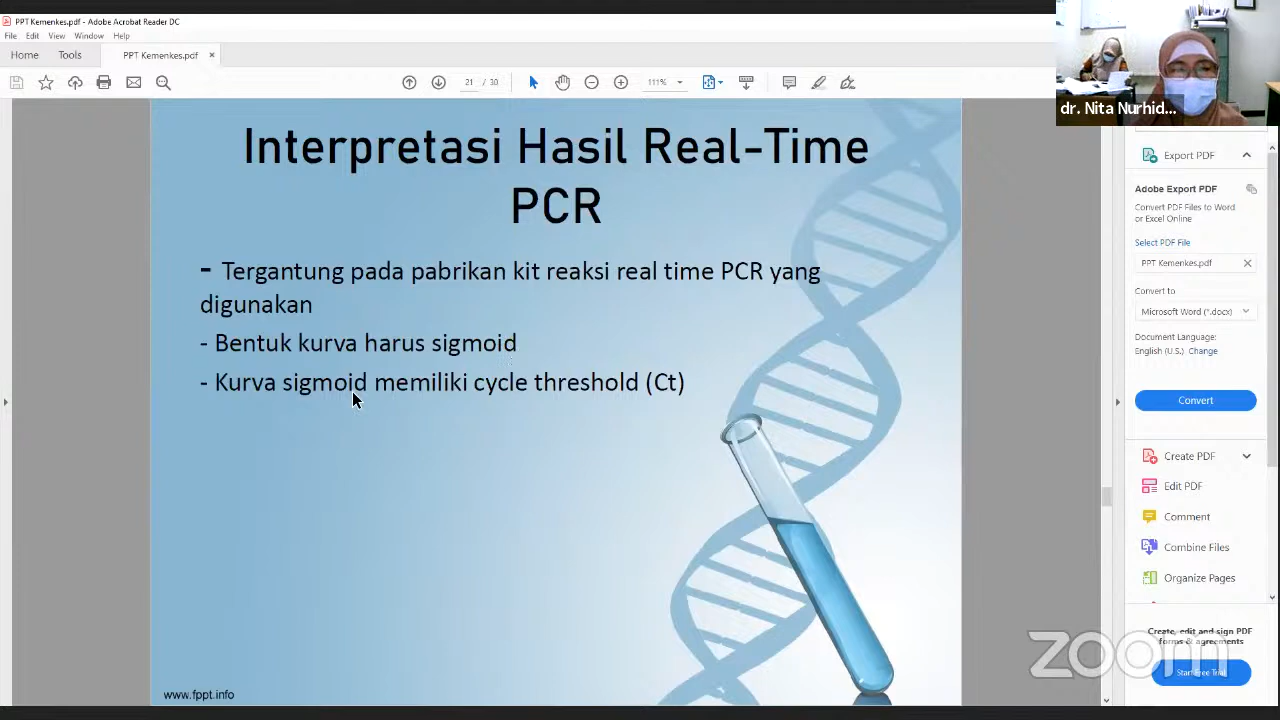 PPT Kemenkes.pdf - Adobe Acrobat Reader DC
File Edit View Window Help
Home Tools PPT Kemenkes.pdf ×
21 / 30 111%
dr. Nita Nurhid...
Interpretasi Hasil Real-Time
PCR
- Tergantung pada pabrikan kit reaksi real time PCR yang
digunakan
- Bentuk kurva harus sigmoid
- Kurva sigmoid memiliki cycle threshold (Ct)
www.fppt.info
Export PDF
Adobe Export PDF
Convert PDF Files to Word
or Excel Online
Select PDF File
PPT Kemenkes.pdf
Convert to
Microsoft Word (*.docx)
Document Language:
English (U.S.) Change
Convert
Create PDF
Edit PDF
Comment
Combine Files
Organize Pages
Create, edit and sign PDF
forms & agreements
Start Free Trial
zoom